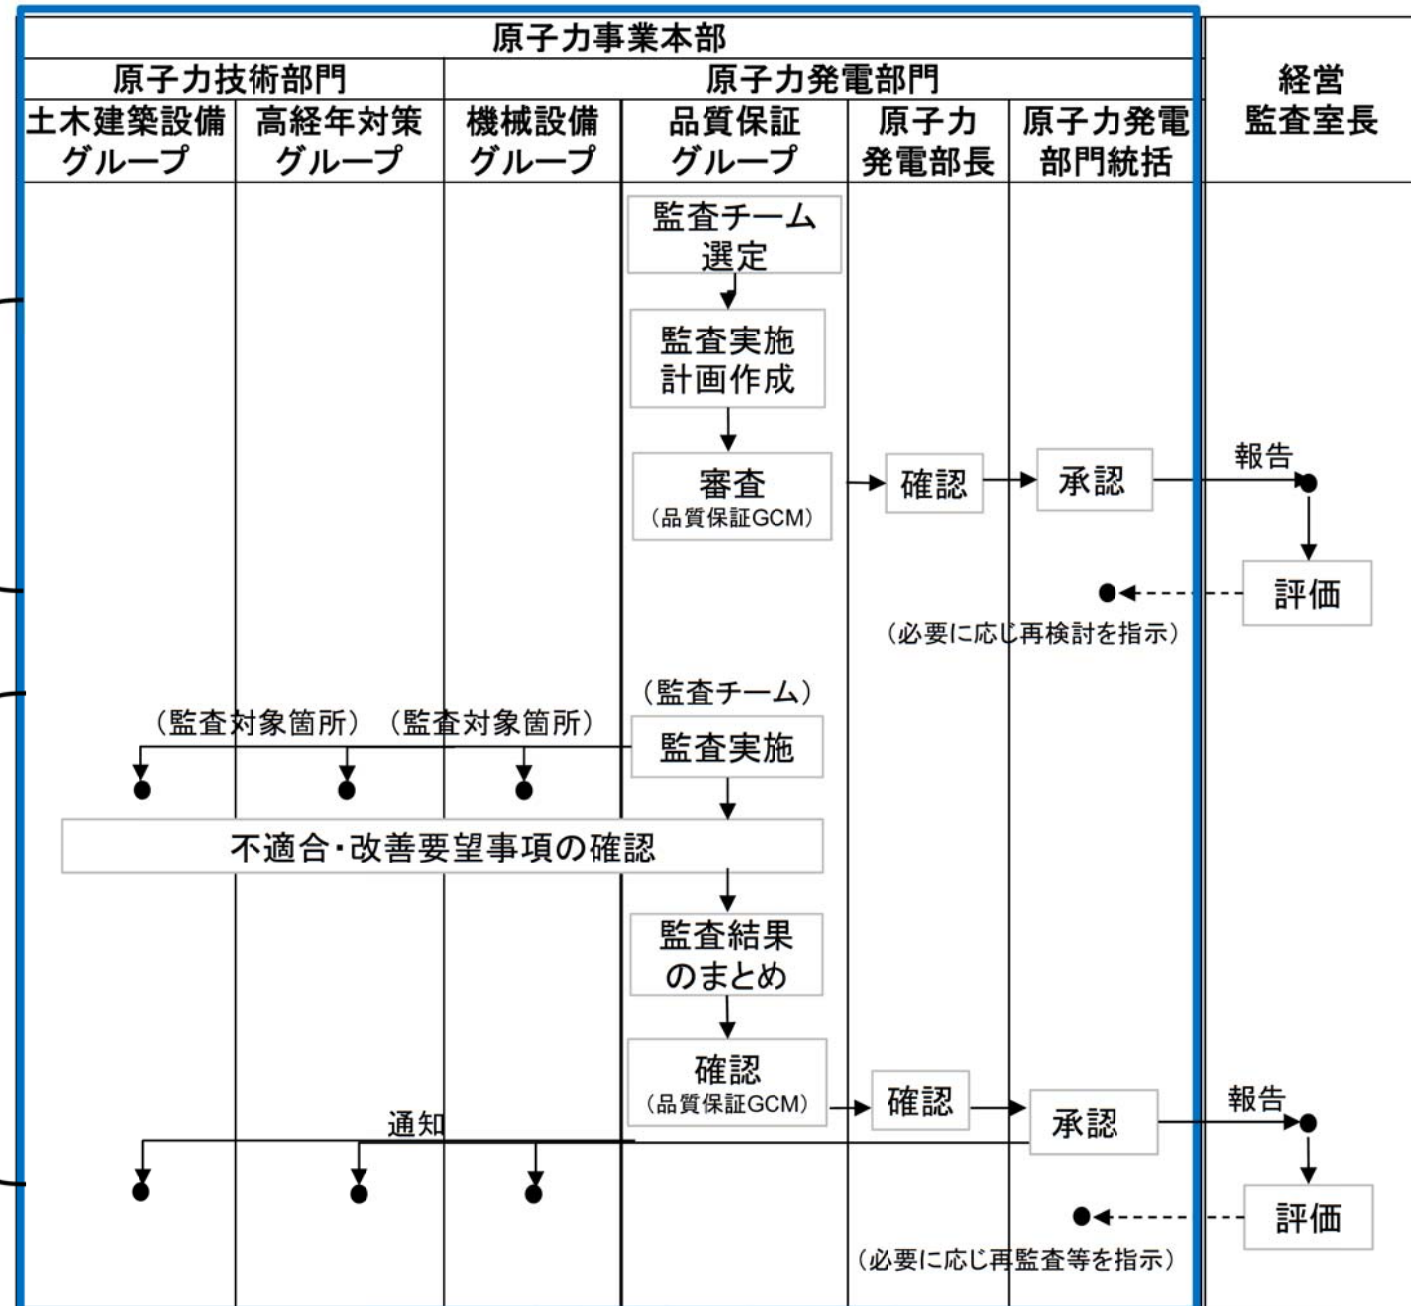 原子力事業本部
原子力技術部門
原子力発電部門
経営
監査室長
土木建築設備
グループ
高経年対策
グループ
機械設備
グループ
品質保証
グループ
原子力
発電部長
原子力発電
部門統括
監査チーム
選定
監査実施
計画作成
審査
（品質保証GCM）
確認
承認
報告
評価
（必要に応じ再検討を指示）
（監査チーム）
（監査対象箇所）
（監査対象箇所）
監査実施
不適合・改善要望事項の確認
監査結果
のまとめ
確認
（品質保証GCM）
確認
承認
報告
通知
評価
（必要に応じ再監査等を指示）